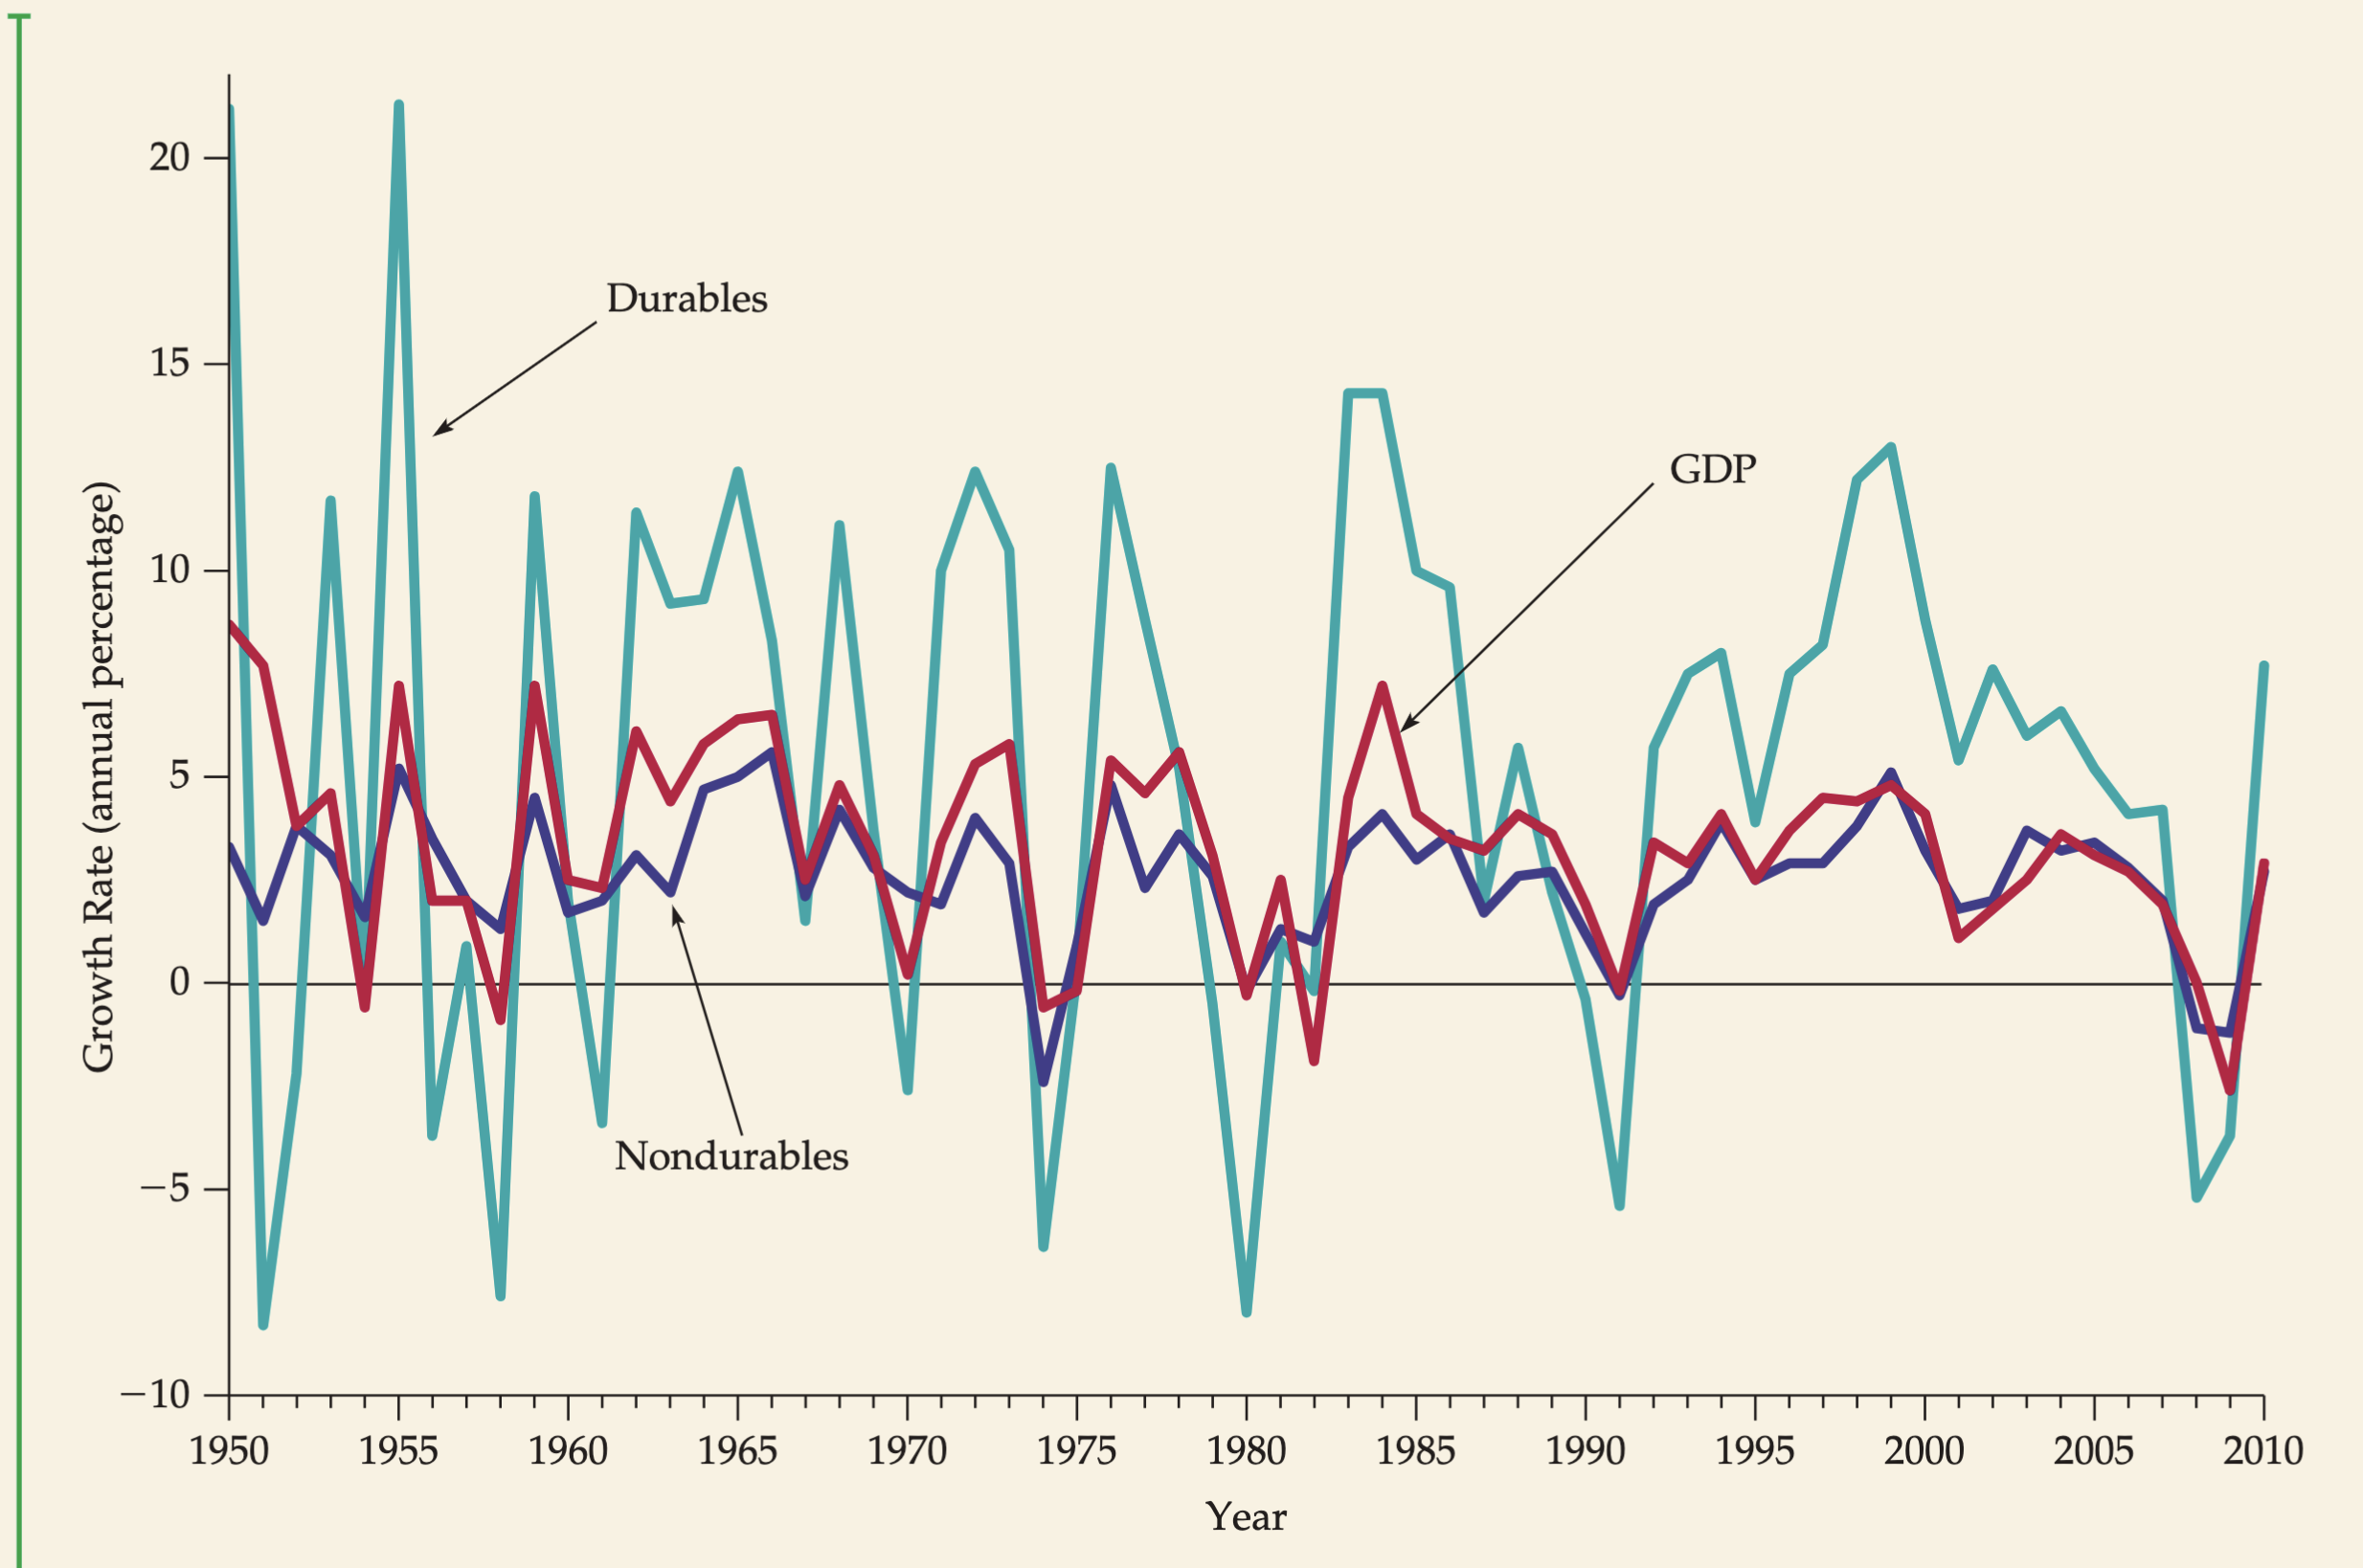 Growth Rate (annual percentage)
20
15
10
5
0
−5
−10
Durables
GDP
Nondurables
1950 1955 1960 1965 1970 1975 1980 1985 1990 1995 2000 2005 2010
Year